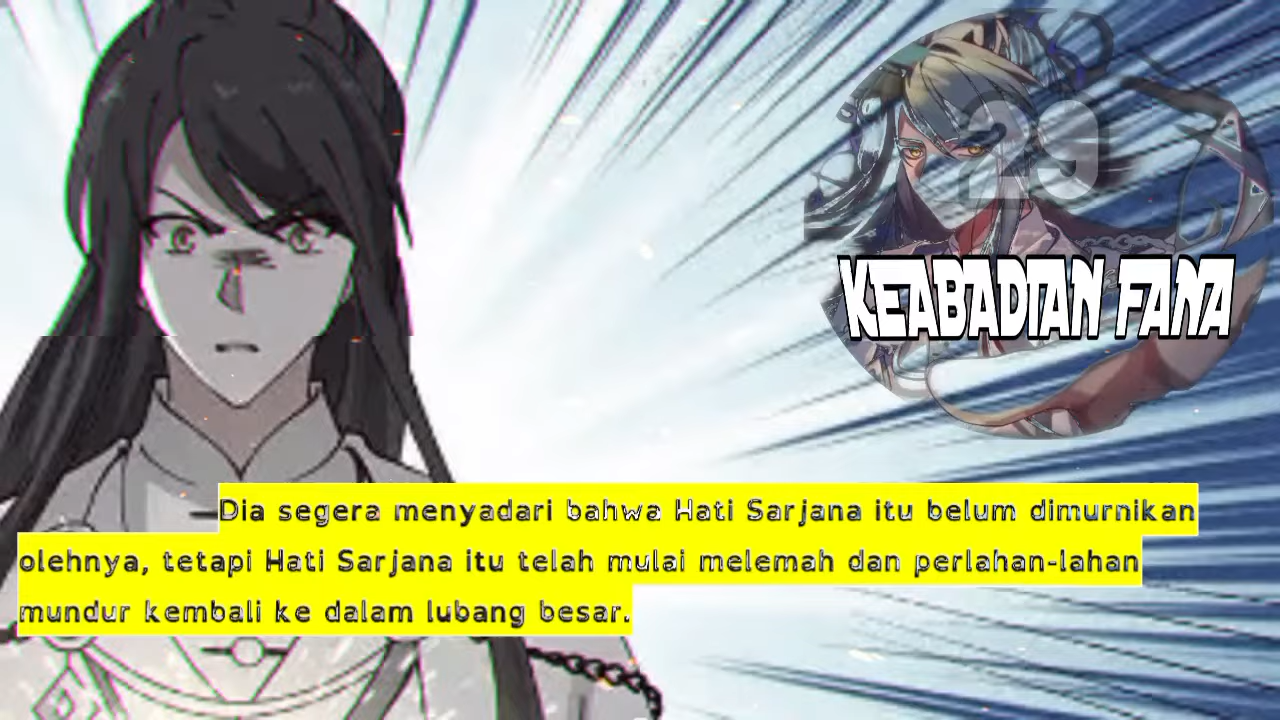 29
KEABADIAN FANA
Dia segera menyadari bahwa Hati Sarjana itu belum dimurnikan
olehnya, tetapi Hati Sarjana itu telah mulai melemah dan perlahan-lahan
mundur kembali ke dalam lubang besar.